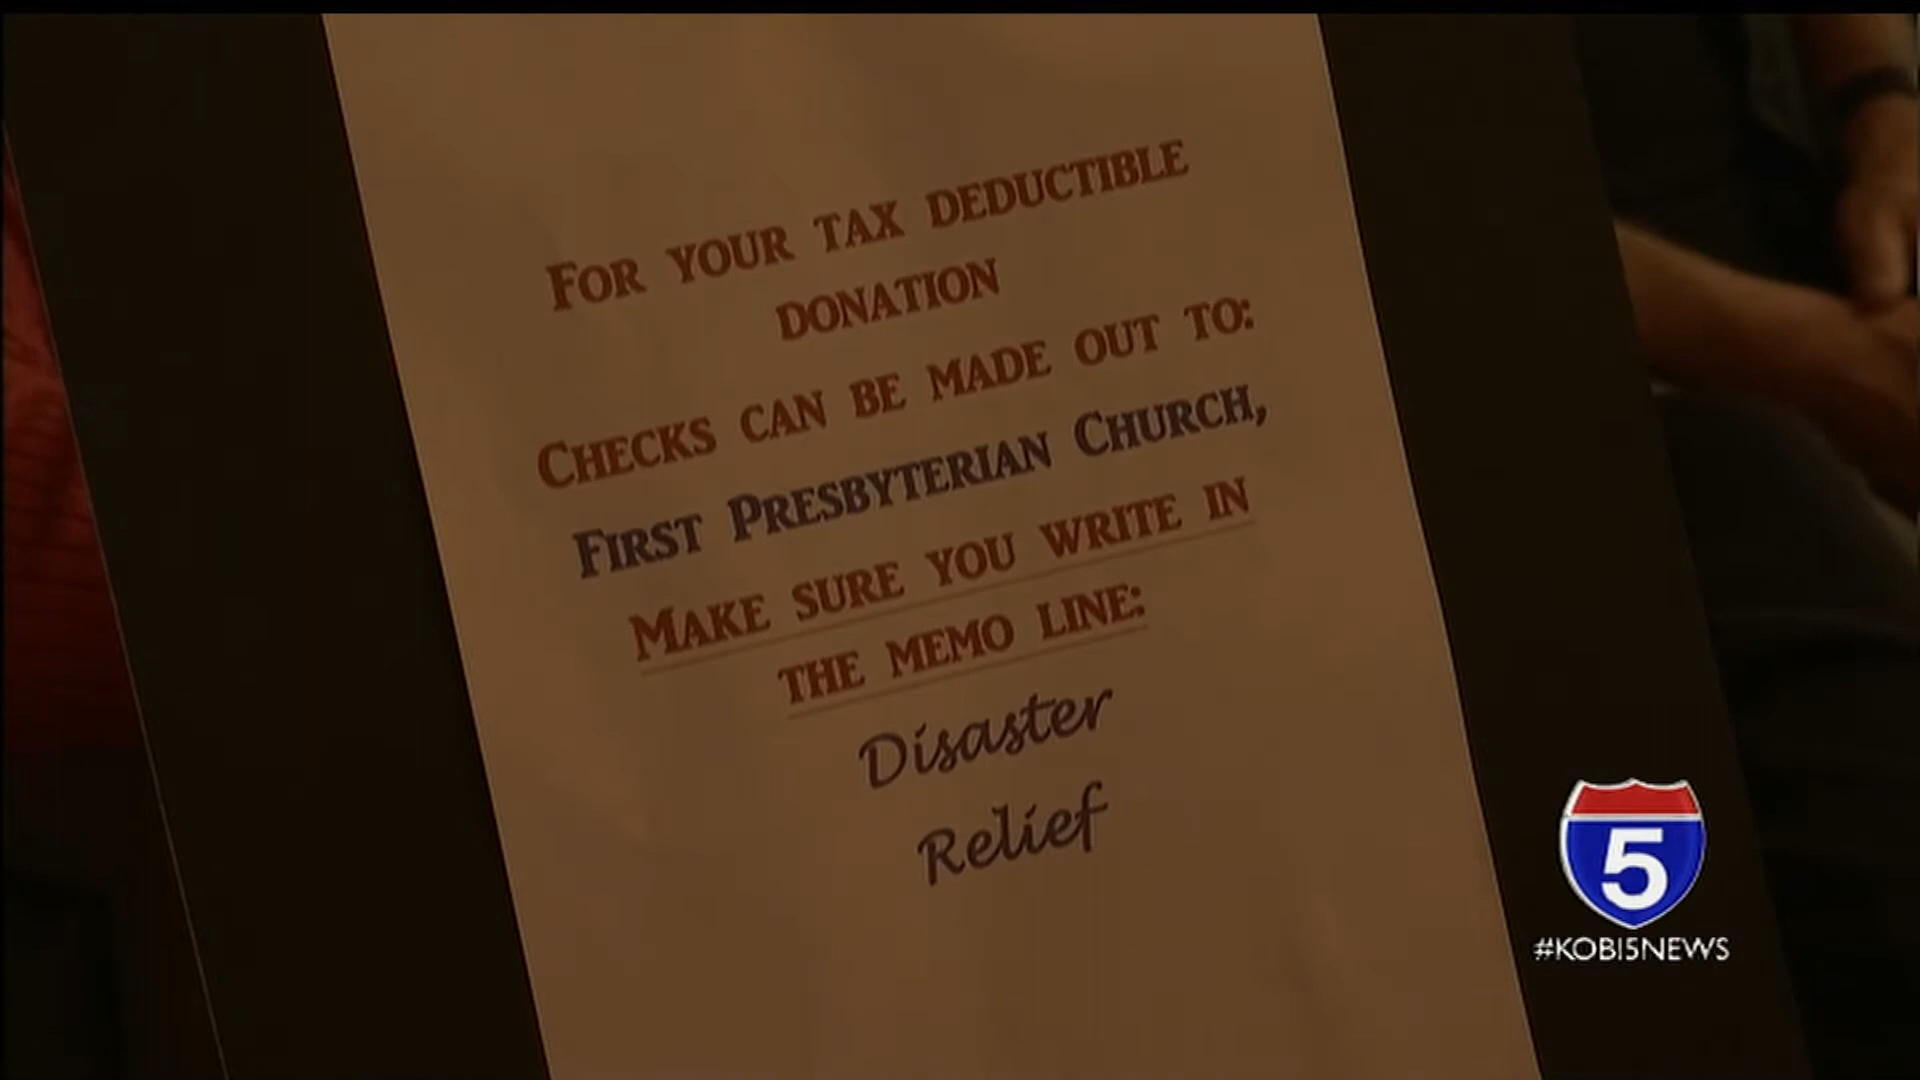 FOR YOUR TAX DEDUCTIBLE
DONATION
CHECKS CAN BE MADE OUT TO:
FIRST PRESBYTERIAN CHURCH,
MAKE SURE YOU WRITE IN
THE MEMO LINE:
Disaster
Relief
5
#KOBI5NEWS